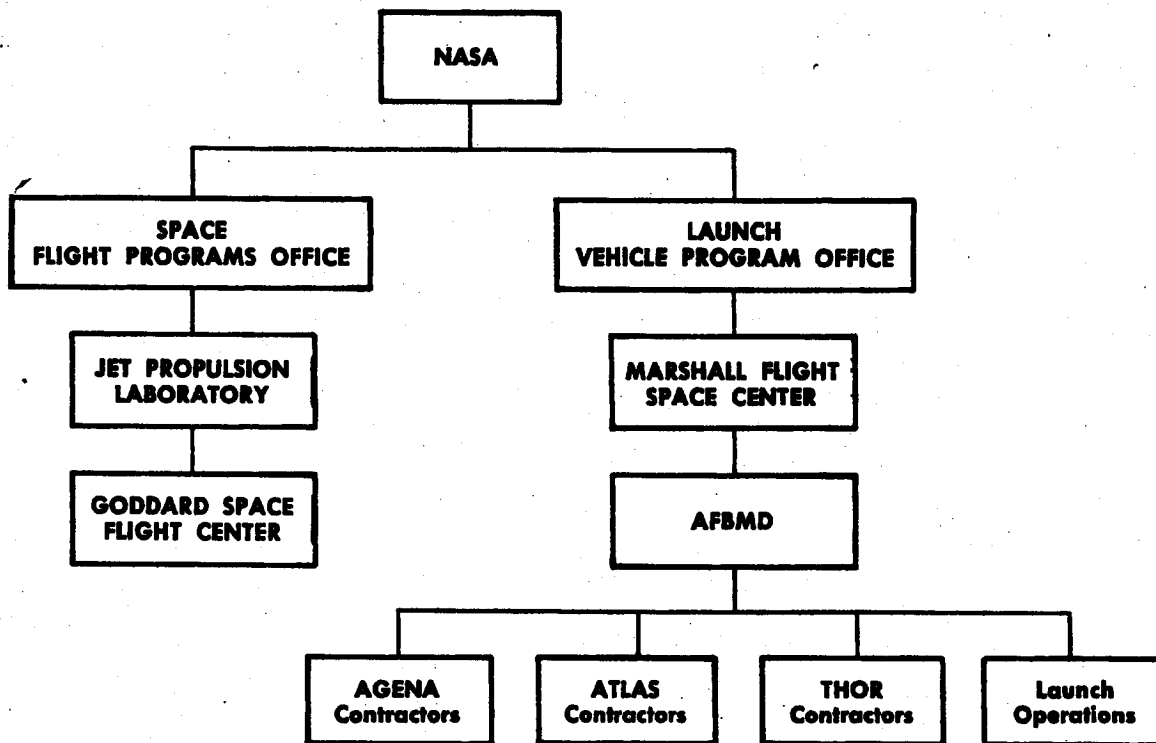 NASA
SPACE
FLIGHT PROGRAMS OFFICE
LAUNCH
VEHICLE PROGRAM OFFICE
JET PROPULSION
LABORATORY
MARSHALL FLIGHT
SPACE CENTER
GODDARD SPACE
FLIGHT CENTER
AFBMD
AGENA
Contractors
ATLAS
Contractors
THOR
Contractors
Launch
Operations